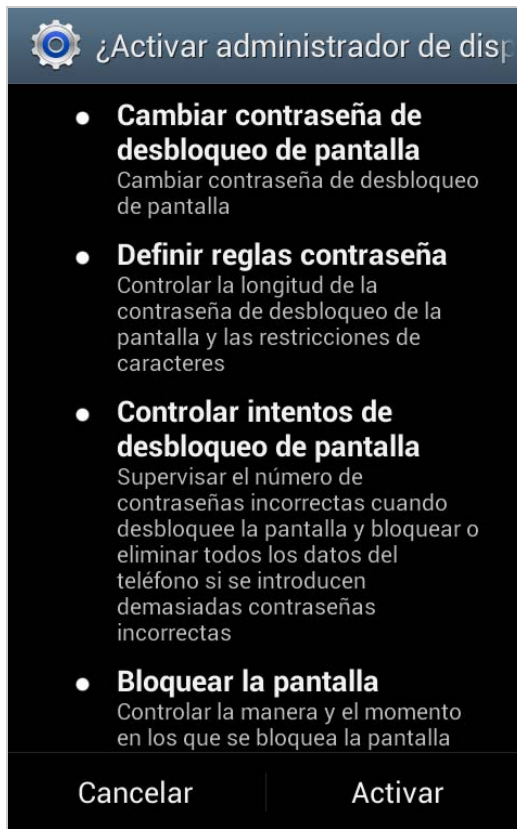 ¿Activar administrador de disp
Cambiar contraseña de
desbloqueo de pantalla
Cambiar contraseña de desbloqueo
de pantalla
Definir reglas contraseña
Controlar la longitud de la
contraseña de desbloqueo de la
pantalla y las restricciones de
caracteres
Controlar intentos de
desbloqueo de pantalla
Supervisar el número de
contraseñas incorrectas cuando
desbloquee la pantalla y bloquear o
eliminar todos los datos del
teléfono si se introducen
demasiadas contraseñas
incorrectas
Bloquear la pantalla
Controlar la manera y el momento
en los que se bloquea la pantalla
Cancelar
Activar